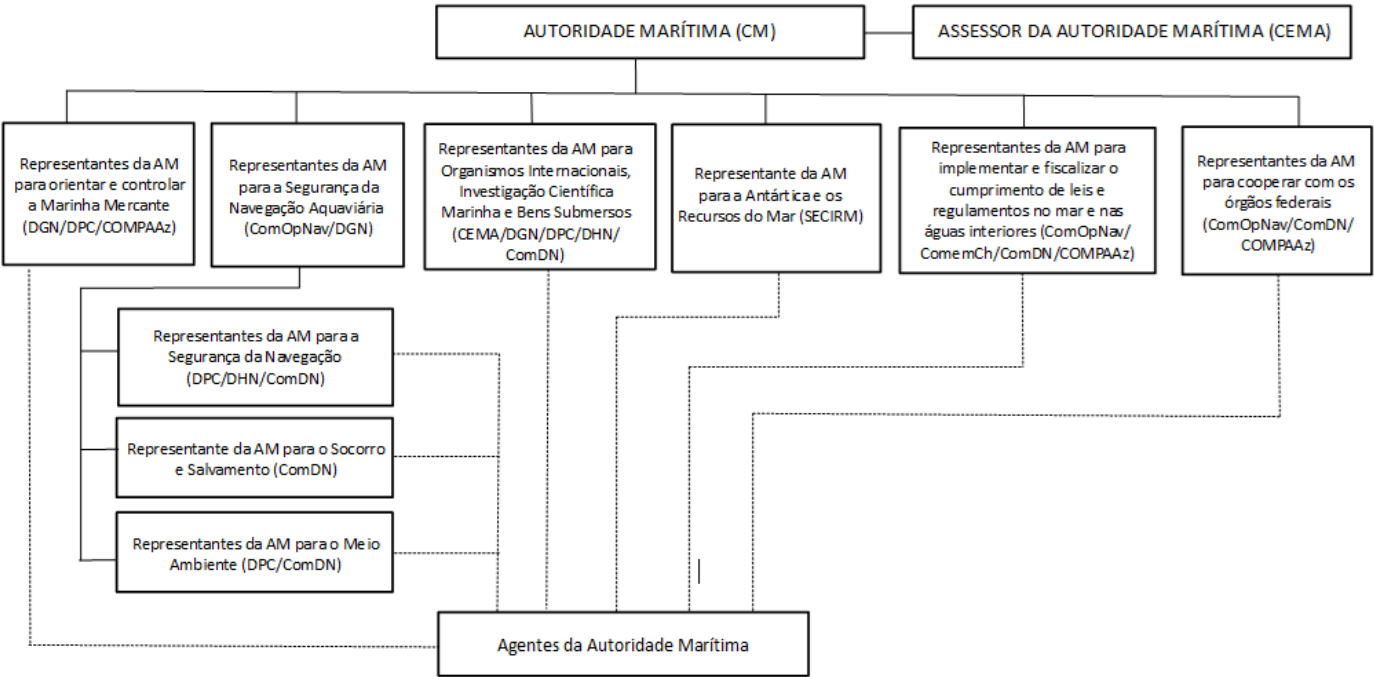 AUTORIDADE MARÍTIMA (CM)
ASSESSOR DA AUTORIDADE MARÍTIMA (CEMA)
Representantes da AM
para orientar e controlar
a Marinha Mercante
(DGN/DPC/COMPAAz)
Representantes da AM
para a Segurança da
Navegação Aquaviária
(ComOpNav/DGN)
Representantes da AM para
Organismos Internacionais,
Investigação Científica
Marinha e Bens Submersos
(CEMA/DGN/DPC/DHN/
ComDN)
Representante da AM
para a Antártica e os
Recursos do Mar (SECIRM)
Representantes da AM para
implementar e fiscalizar o
cumprimento de leis e
regulamentos no mar e nas
águas interiores (ComOpNav/
ComemCh/ComDN/COMPAAz)
Representantes da AM
para cooperar com os
órgãos federais
(ComOpNav/ComDN/
COMPAAz)
Representantes da AM para a
Segurança da Navegação
(DPC/DHN/ComDN)
Representante da AM para o Socorro
e Salvamento (ComDN)
Representantes da AM para o Meio
Ambiente (DPC/ComDN)
Agentes da Autoridade Marítima